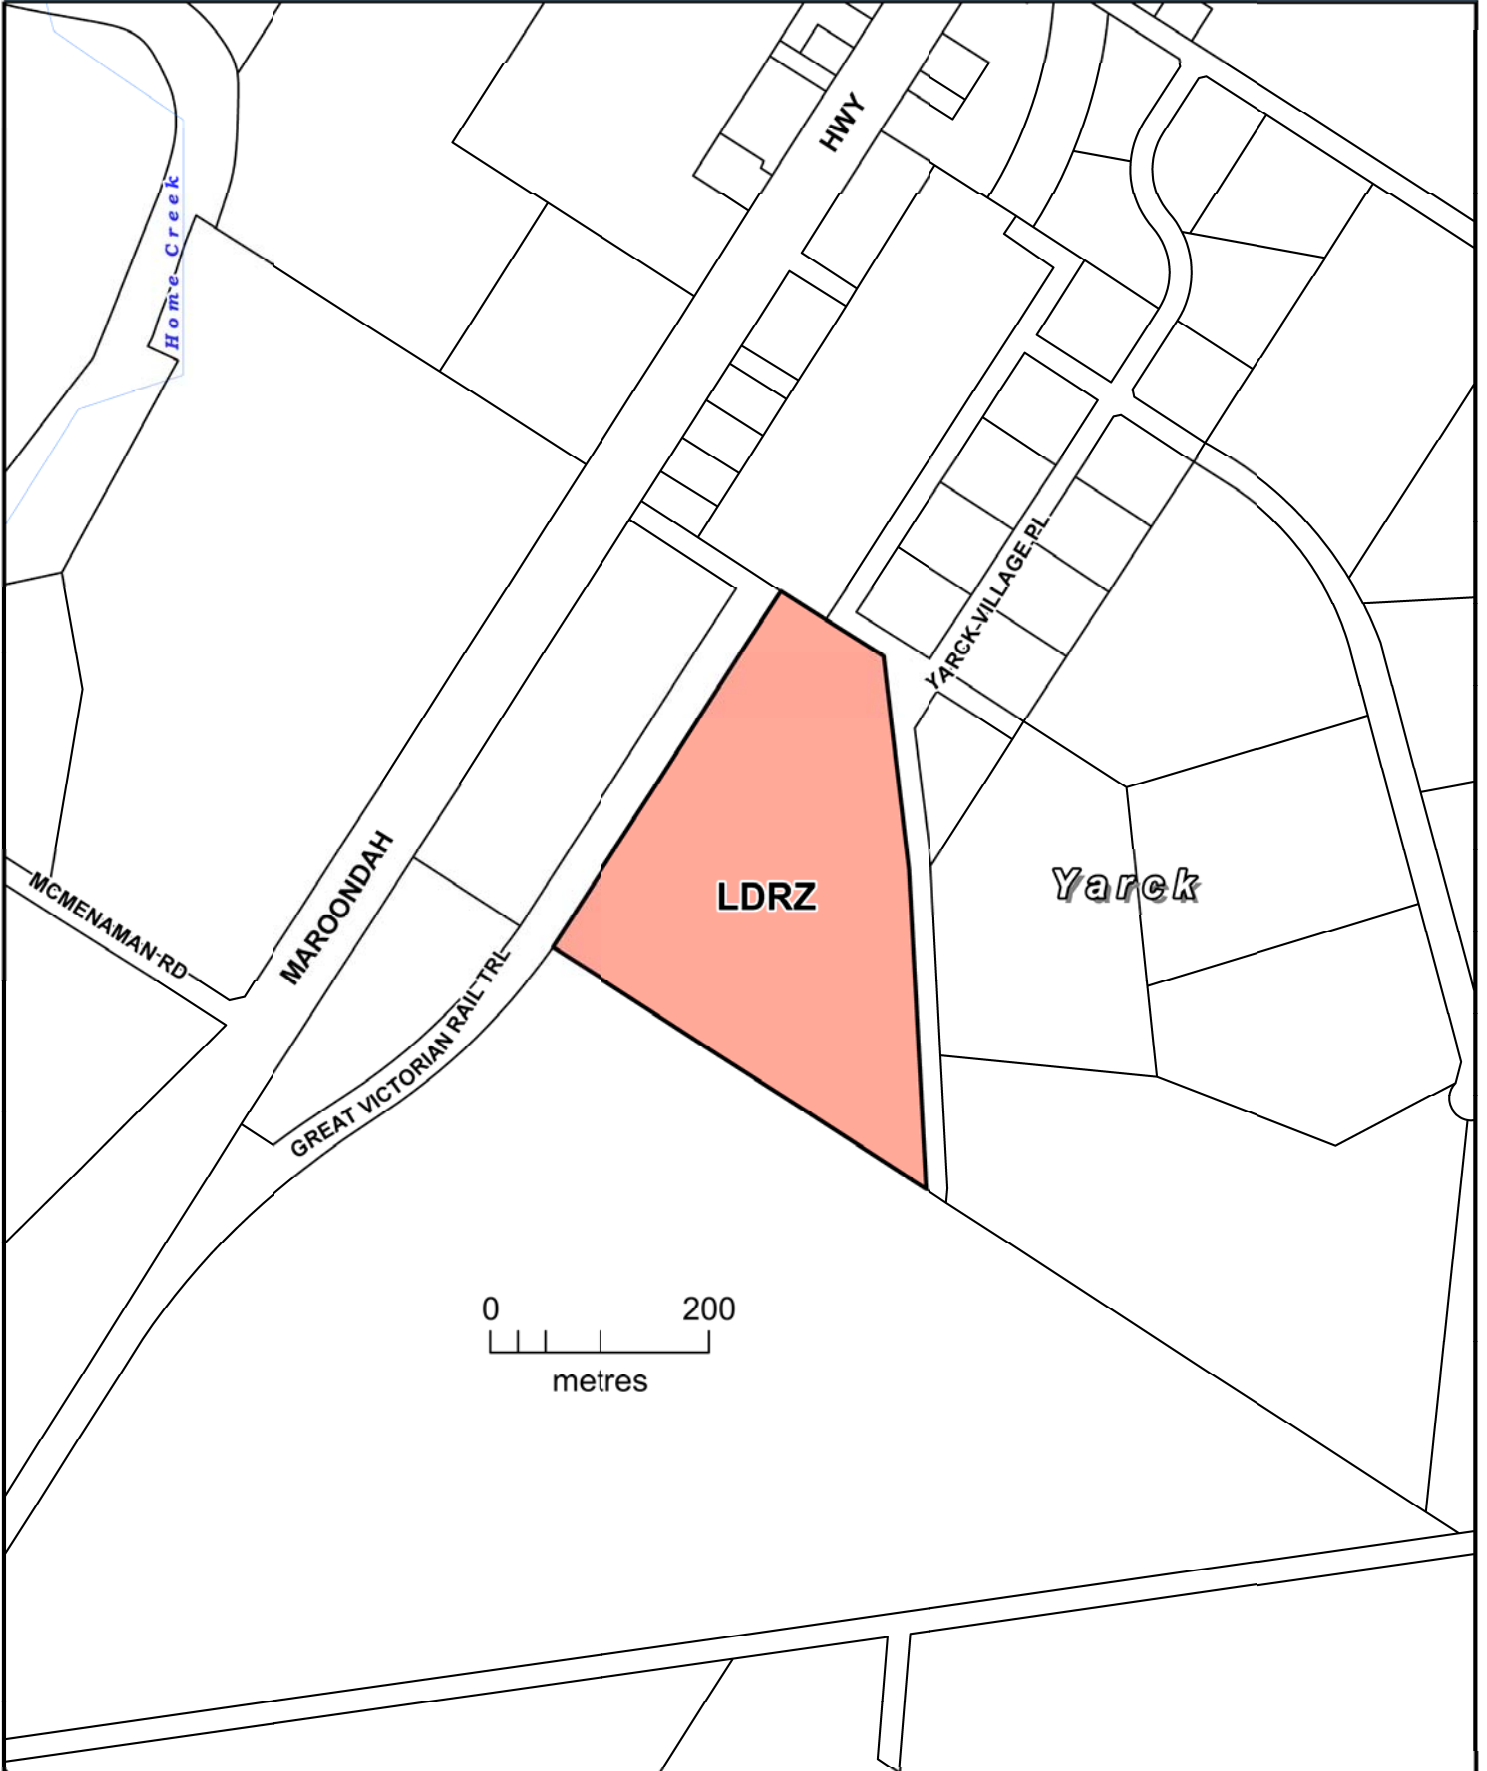 HWY
Home Creek
YARCK-VILLAGE PL
MAROONDAH
MCMENAMAN-RD
LDRZ
Yarck
GREAT VICTORIAN RAIL TRL
0 200
metres